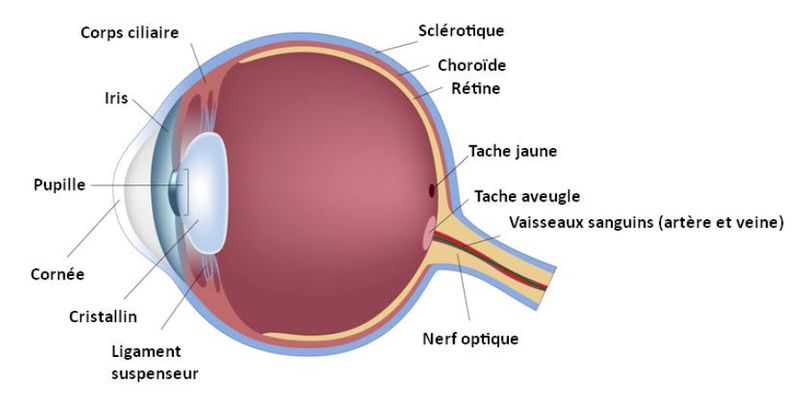 Corps ciliaire
Sclérotique
Choroïde
Rétine
Iris
Tache jaune
Pupille
Tache aveugle
Vaisseaux sanguins (artère et veine)
Cornée
Cristallin
Nerf optique
Ligament
suspenseur